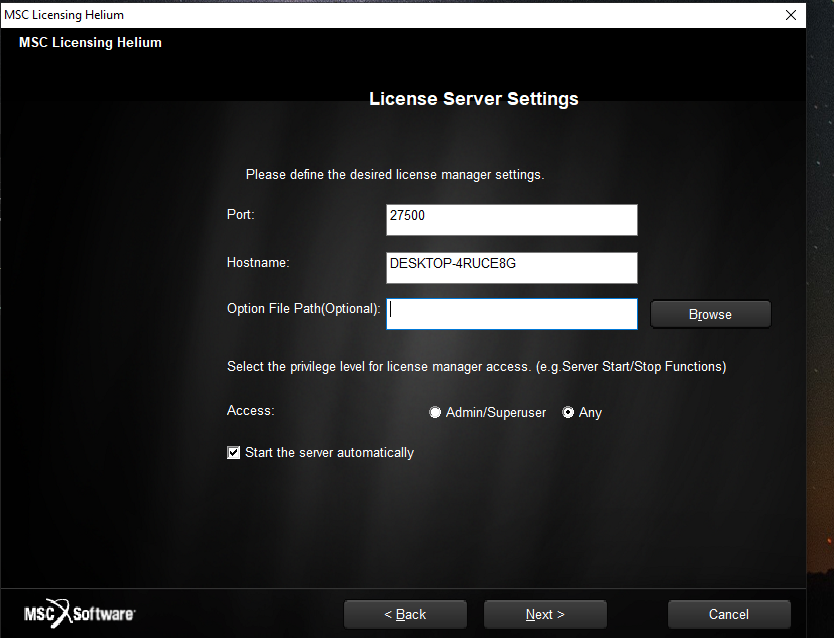 MSC Licensing Helium
MSC Licensing Helium
License Server Settings
Please define the desired license manager settings.
Port: 27500
Hostname: DESKTOP-4RUCE8G
Option File Path(Optional): Browse
Select the privilege level for license manager access. (e.g.Server Start/Stop Functions)
Access: Admin/Superuser Any
Start the server automatically
MSC Software < Back Next > Cancel